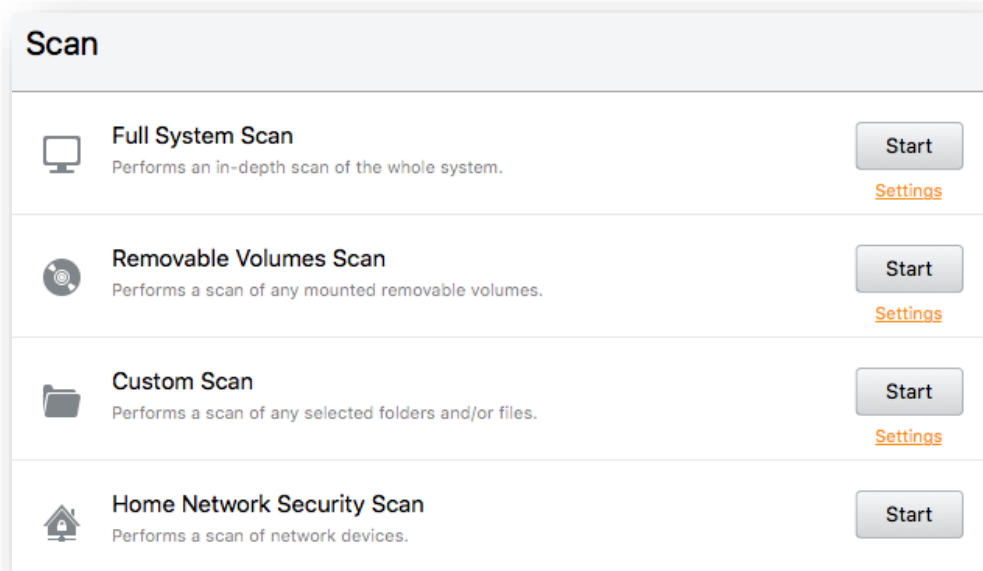 Scan
Full System Scan
Performs an in-depth scan of the whole system.
Start
Settings
Removable Volumes Scan
Performs a scan of any mounted removable volumes.
Start
Settings
Custom Scan
Performs a scan of any selected folders and/or files.
Start
Settings
Home Network Security Scan
Performs a scan of network devices.
Start